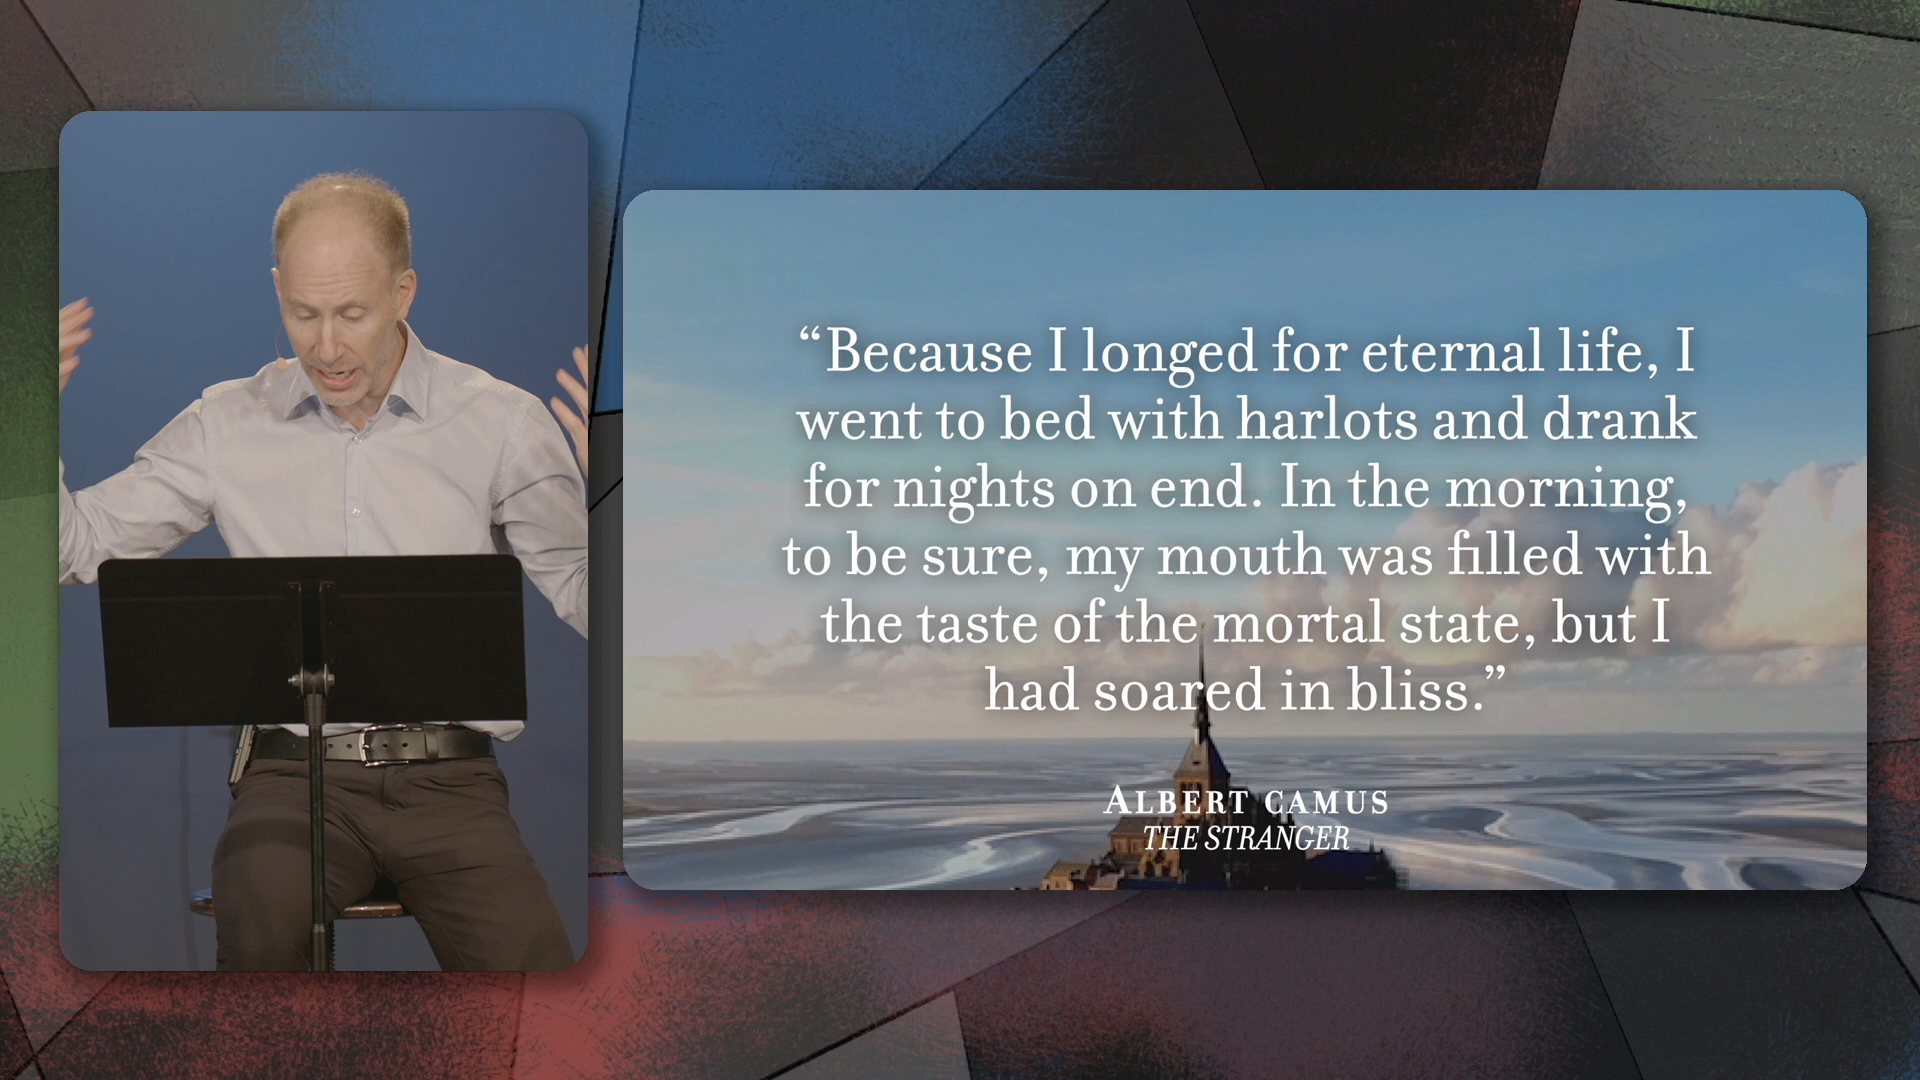 “Because I longed for eternal life, I
went to bed with harlots and drank
for nights on end. In the morning,
to be sure, my mouth was filled with
the taste of the mortal state, but I
had soared in bliss.”
ALBERT CAMUS
THE STRANGER